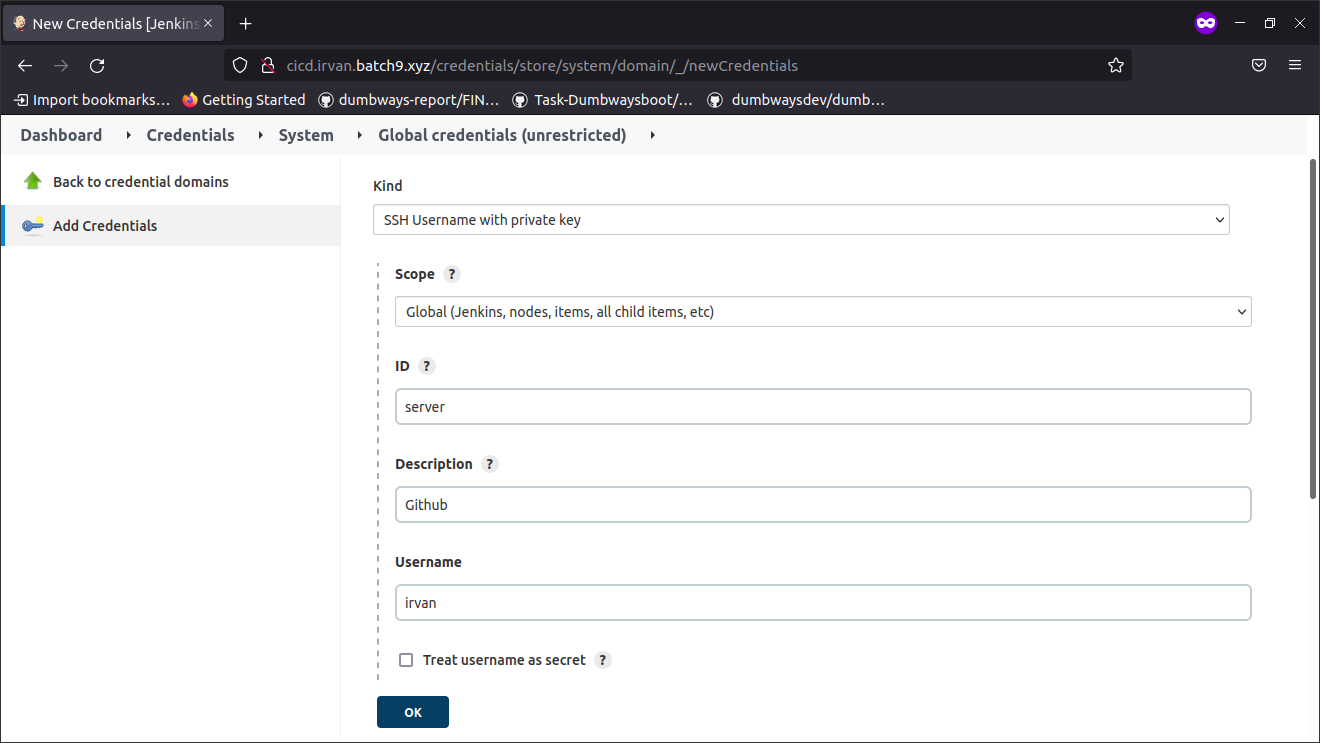 New Credentials [Jenkins
cicd.irvan.batch9.xyz/credentials/store/system/domain/_/newCredentials
Import bookmarks… Getting Started dumbways-report/FIN… Task-Dumbwaysboot/… dumbwaysdev/dumb…
Dashboard Credentials System Global credentials (unrestricted)
Back to credential domains
Add Credentials
Kind
SSH Username with private key
Scope ?
Global (Jenkins, nodes, items, all child items, etc)
ID ?
server
Description ?
Github
Username
irvan
Treat username as secret ?
OK